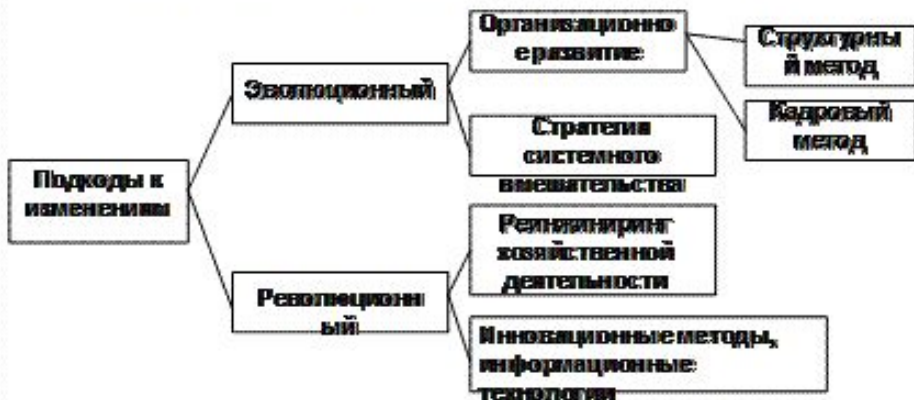 Подходы к
изменениям
Эволюционный
Организационно
е развитие
Структурны
й метод
Кадровый
метод
Стратегия
системного
вмешательства
Революционн
ый
Реинжиниринг
хозяйственной
деятельности
Инновационные методы,
информационные
технологии